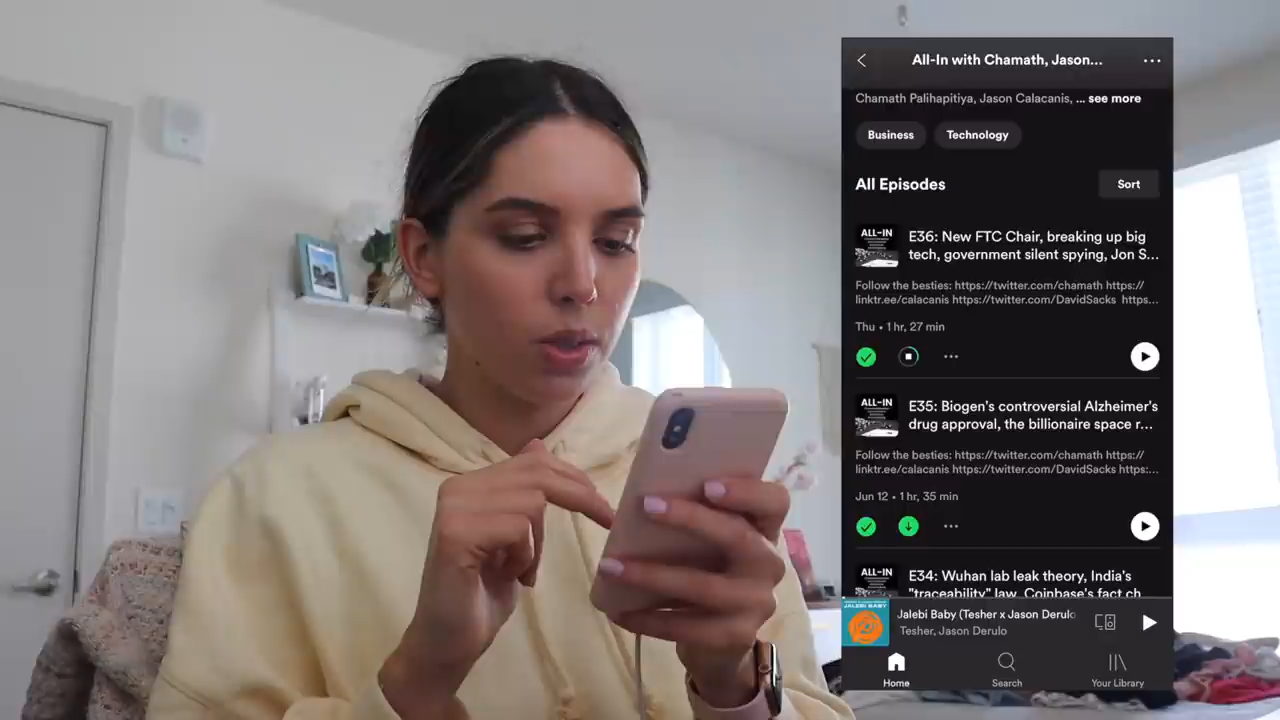 All-In with Chamath, Jason...
Chamath Palihapitiya, Jason Calacanis, ... see more
Business
Technology
All Episodes
Sort
ALL-IN
E36: New FTC Chair, breaking up big
tech, government silent spying, Jon S...
Follow the besties: https://twitter.com/chamath https://
linktr.ee/calacanis https://twitter.com/DavidSacks https...
Thu • 1 hr, 27 min
ALL-IN
E35: Biogen's controversial Alzheimer's
drug approval, the billionaire space r...
Follow the besties: https://twitter.com/chamath https://
linktr.ee/calacanis https://twitter.com/DavidSacks https:...
Jun 12 • 1 hr, 35 min
ALL-IN
E34: Wuhan lab leak theory, India's
"traceability" law, Coinbase's fact ch
JALEBI BABY
Jalebi Baby (Tesher x Jason Derulo
Tesher, Jason Derulo
Home
Search
Your Library